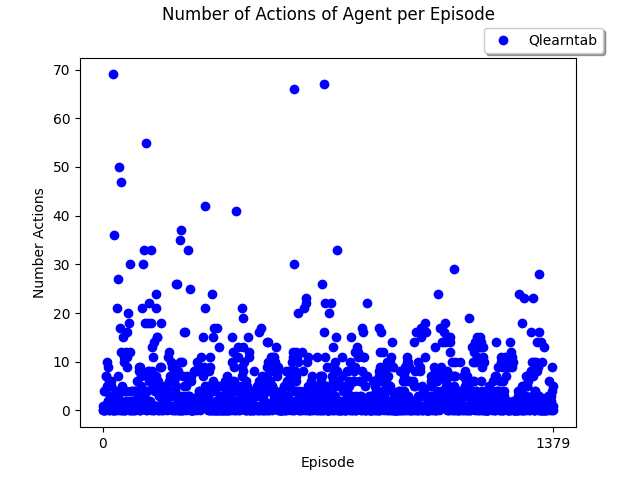 Number of Actions of Agent per Episode
Qlearntab
70
60
50
40
30
20
10
0
Number Actions
0 1379
Episode